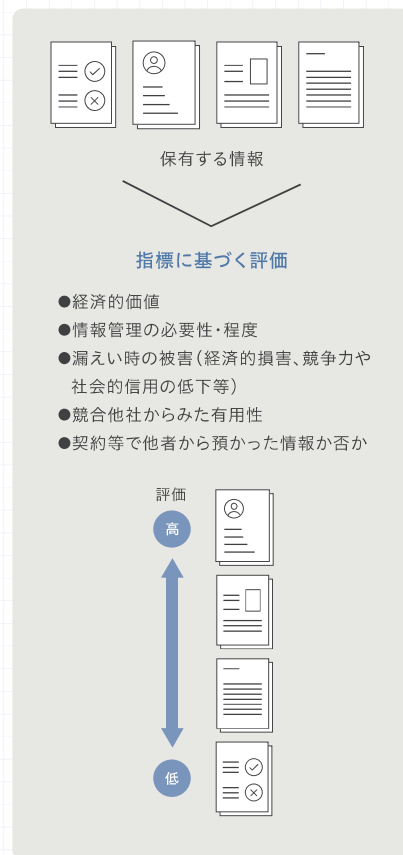 保有する情報
指標に基づく評価
●経済的価値
●情報管理の必要性・程度
●漏えい時の被害(経済的損害、競争力や
社会的信用の低下等)
●競合他社からみた有用性
●契約等で他者から預かった情報か否か
評価
高
低